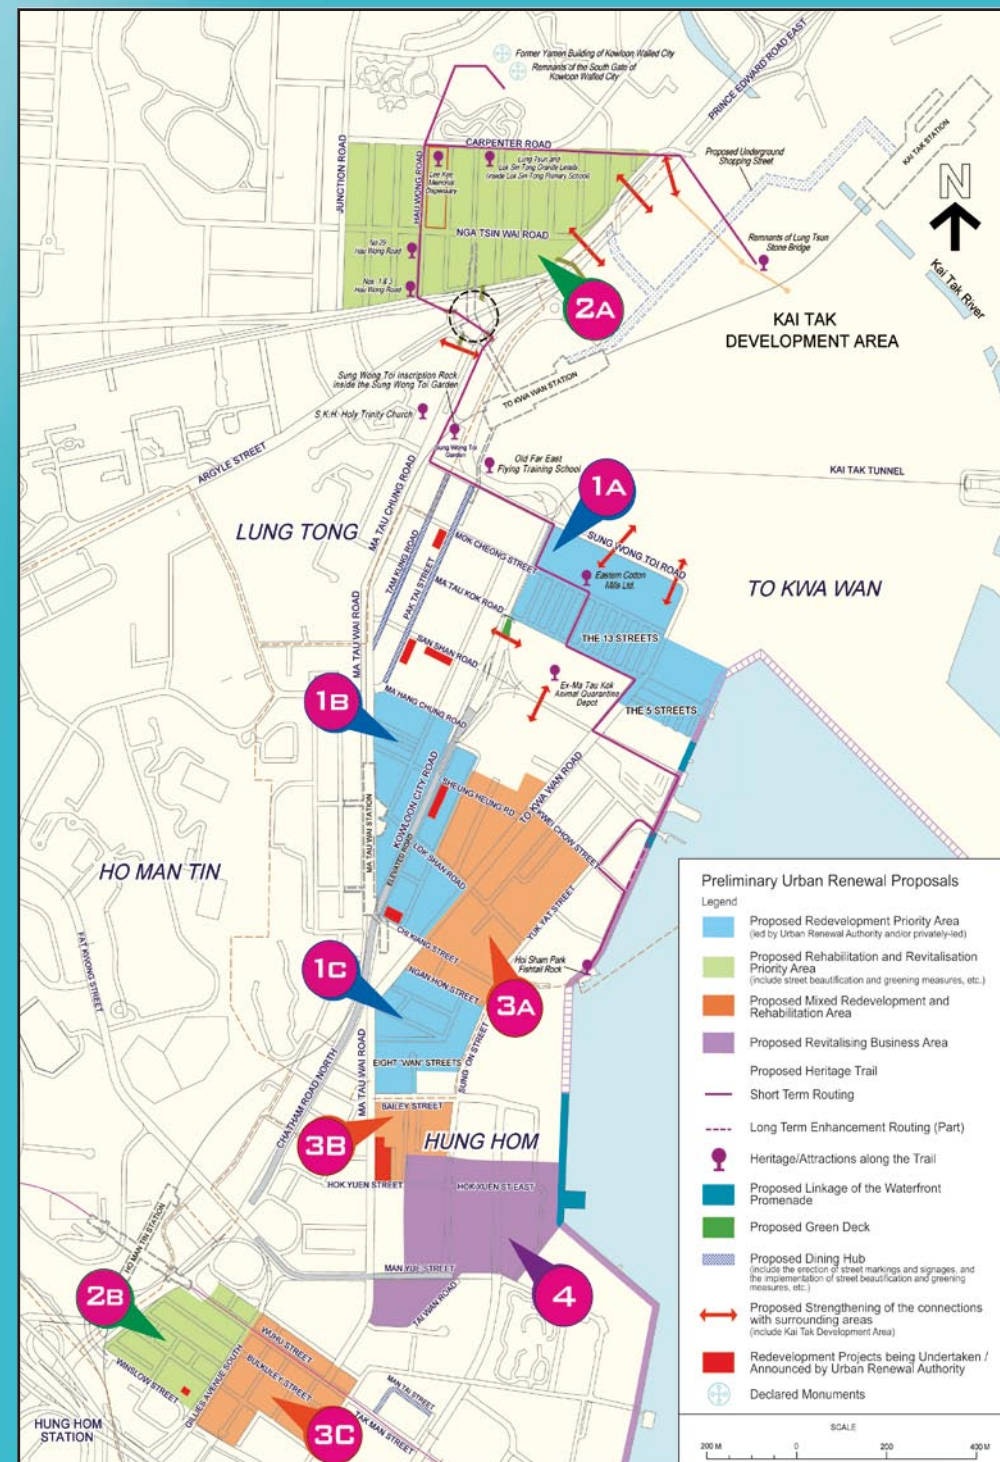 Former Yamen Building of Kowloon Walled City
Remnants of the South Gate of
Kowloon Walled City
PRINCE EDWARD ROAD EAST
CARPENTER ROAD
JUNCTION ROAD
HAU WONG ROAD
Lee Kee
Memorial
Dispensary
Lung Tsun and
Lok Sin Tong Granite Lintels
(inside Lok Sin Tong Primary School)
Proposed Underground
Shopping Street
KAI TAK STATION
N
NGA TSIN WAI ROAD
No 29
Hau Wong Road
Nos. 1 & 3
Hau Wong Road
Remnants of Lung Tsun
Stone Bridge
Kai Tak River
2A
KAI TAK
DEVELOPMENT AREA
Sung Wong Toi Inscription Rock
inside the Sung Wong Toi Garden
TO KWA WAN STATION
S.K.H. Holy Trinity Church
Sung Wong Toi
Garden
ARGYLE STREET
Old Far East
Flying Training School
KAI TAK TUNNEL
1A
LUNG TONG
MA TAU CHUNG ROAD
TAM KUNG ROAD
PAK TAI STREET
MOK CHEONG STREET
SUNG WONG TOI ROAD
Eastern Cotton
Mills Ltd.
TO KWA WAN
MA TAU KOK ROAD
MA TAU WAI ROAD
SAN SHAN ROAD
THE 13 STREETS
Ex-Ma Tau Kok
Animal Quarantine
Depot
MA HANG CHUNG ROAD
THE 5 STREETS
1B
KOWLOON CITY ROAD
SHEUNG HEUNG RD
TO KWA WAN ROAD
KWEI CHOW STREET
MA TAU WAI STATION
ELEVATED ROAD
LOK SHAN ROAD
HO MAN TIN
FAT KWONG STREET
YUK YAT STREET
CHI KIANG STREET
Hoi Sham Park
Fishtail Rock
1C
NGAN HON STREET
3A
EIGHT "WAN" STREETS
SUNG ON STREET
MA TAU WAI ROAD
CHATHAM ROAD NORTH
BAILEY STREET
3B
HUNG HOM
HOK YUEN STREET
HOK YUEN ST EAST
HO MAN TIN STATION
MAN YUE STREET
4
TAI WAN ROAD
2B
WUHU STREET
WINSLOW STREET
GILLIES AVENUE SOUTH
BULKELEY STREET
MAN TAI STREET
TAK MAN STREET
3C
HUNG HOM
STATION
Preliminary Urban Renewal Proposals
Legend
Proposed Redevelopment Priority Area
(led by Urban Renewal Authority and/or privately-led)
Proposed Rehabilitation and Revitalisation
Priority Area
(include street beautification and greening measures, etc.)
Proposed Mixed Redevelopment and
Rehabilitation Area
Proposed Revitalising Business Area
Proposed Heritage Trail
Short Term Routing
Long Term Enhancement Routing (Part)
Heritage/Attractions along the Trail
Proposed Linkage of the Waterfront
Promenade
Proposed Green Deck
Proposed Dining Hub
(include the erection of street markings and signages, and
the implementation of street beautification and greening
measures, etc.)
Proposed Strengthening of the connections
with surrounding areas
(include Kai Tak Development Area)
Redevelopment Projects being Undertaken /
Announced by Urban Renewal Authority
Declared Monuments
SCALE
200 M
0
200
400 M